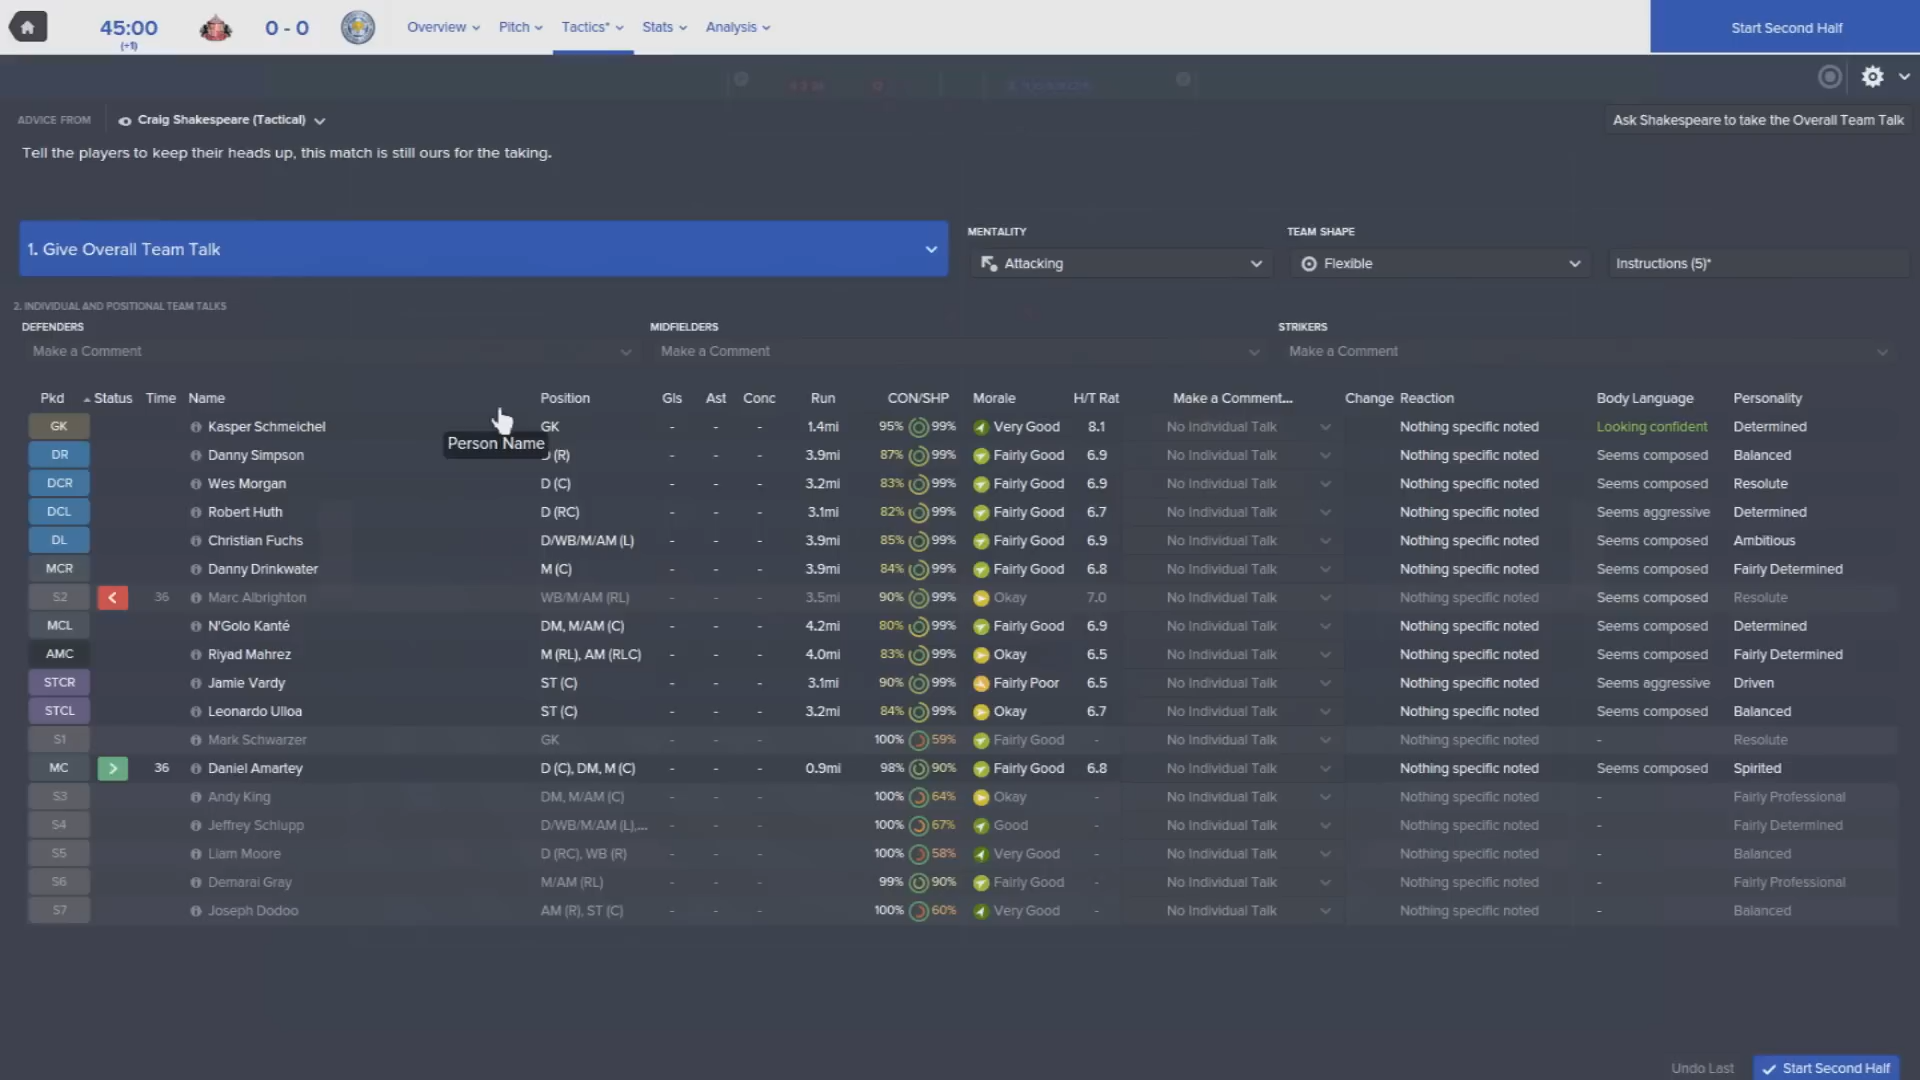 45:00
(+1)
0 - 0
Overview
Pitch
Tactics*
Stats
Analysis
Start Second Half
ADVICE FROM
Craig Shakespeare (Tactical)
Ask Shakespeare to take the Overall Team Talk
Tell the players to keep their heads up, this match is still ours for the taking.
1. Give Overall Team Talk
MENTALITY
TEAM SHAPE
Attacking
Flexible
Instructions (5)*
2. INDIVIDUAL AND POSITIONAL TEAM TALKS
DEFENDERS
MIDFIELDERS
STRIKERS
Make a Comment
Make a Comment
Make a Comment
Pkd Status Time Name Position Gls Ast Conc Run CON/SHP Morale H/T Rat Make a Comment... Change Reaction Body Language Personality
GK Kasper Schmeichel GK - - - 1.4mi 95% 99% Very Good 8.1 No Individual Talk Nothing specific noted Looking confident Determined
Person Name
DR Danny Simpson (R) - - - 3.9mi 87% 99% Fairly Good 6.9 No Individual Talk Nothing specific noted Seems composed Balanced
DCR Wes Morgan D (C) - - - 3.2mi 83% 99% Fairly Good 6.9 No Individual Talk Nothing specific noted Seems composed Resolute
DCL Robert Huth D (RC) - - - 3.1mi 82% 99% Fairly Good 6.7 No Individual Talk Nothing specific noted Seems aggressive Determined
DL Christian Fuchs D/WB/M/AM (L) - - - 3.9mi 85% 99% Fairly Good 6.9 No Individual Talk Nothing specific noted Seems composed Ambitious
MCR Danny Drinkwater M (C) - - - 3.9mi 84% 99% Fairly Good 6.8 No Individual Talk Nothing specific noted Seems composed Fairly Determined
S2 36 Marc Albrighton WB/M/AM (RL) - - - 3.5mi 90% 99% Okay 7.0 No Individual Talk Nothing specific noted Seems composed Resolute
MCL N'Golo Kanté DM, M/AM (C) - - - 4.2mi 80% 99% Fairly Good 6.9 No Individual Talk Nothing specific noted Seems composed Determined
AMC Riyad Mahrez M (RL), AM (RLC) - - - 4.0mi 83% 99% Okay 6.5 No Individual Talk Nothing specific noted Seems composed Fairly Determined
STCR Jamie Vardy ST (C) - - - 3.1mi 90% 99% Fairly Poor 6.5 No Individual Talk Nothing specific noted Seems aggressive Driven
STCL Leonardo Ulloa ST (C) - - - 3.2mi 84% 99% Okay 6.7 No Individual Talk Nothing specific noted Seems composed Balanced
S1 Mark Schwarzer GK - - - 100% 59% Fairly Good - No Individual Talk Nothing specific noted - Resolute
MC 36 Daniel Amartey D (C), DM, M (C) - - - 0.9mi 98% 90% Fairly Good 6.8 No Individual Talk Nothing specific noted Seems composed Spirited
S3 Andy King DM, M/AM (C) - - - 100% 64% Okay - No Individual Talk Nothing specific noted - Fairly Professional
S4 Jeffrey Schlupp D/WB/M/AM (L),... - - - 100% 67% Good - No Individual Talk Nothing specific noted - Fairly Determined
S5 Liam Moore D (RC), WB (R) - - - 100% 58% Very Good - No Individual Talk Nothing specific noted - Balanced
S6 Demarai Gray M/AM (RL) - - - 99% 90% Fairly Good - No Individual Talk Nothing specific noted - Fairly Professional
S7 Joseph Dodoo AM (R), ST (C) - - - 100% 60% Very Good - No Individual Talk Nothing specific noted - Balanced
Undo Last
Start Second Half